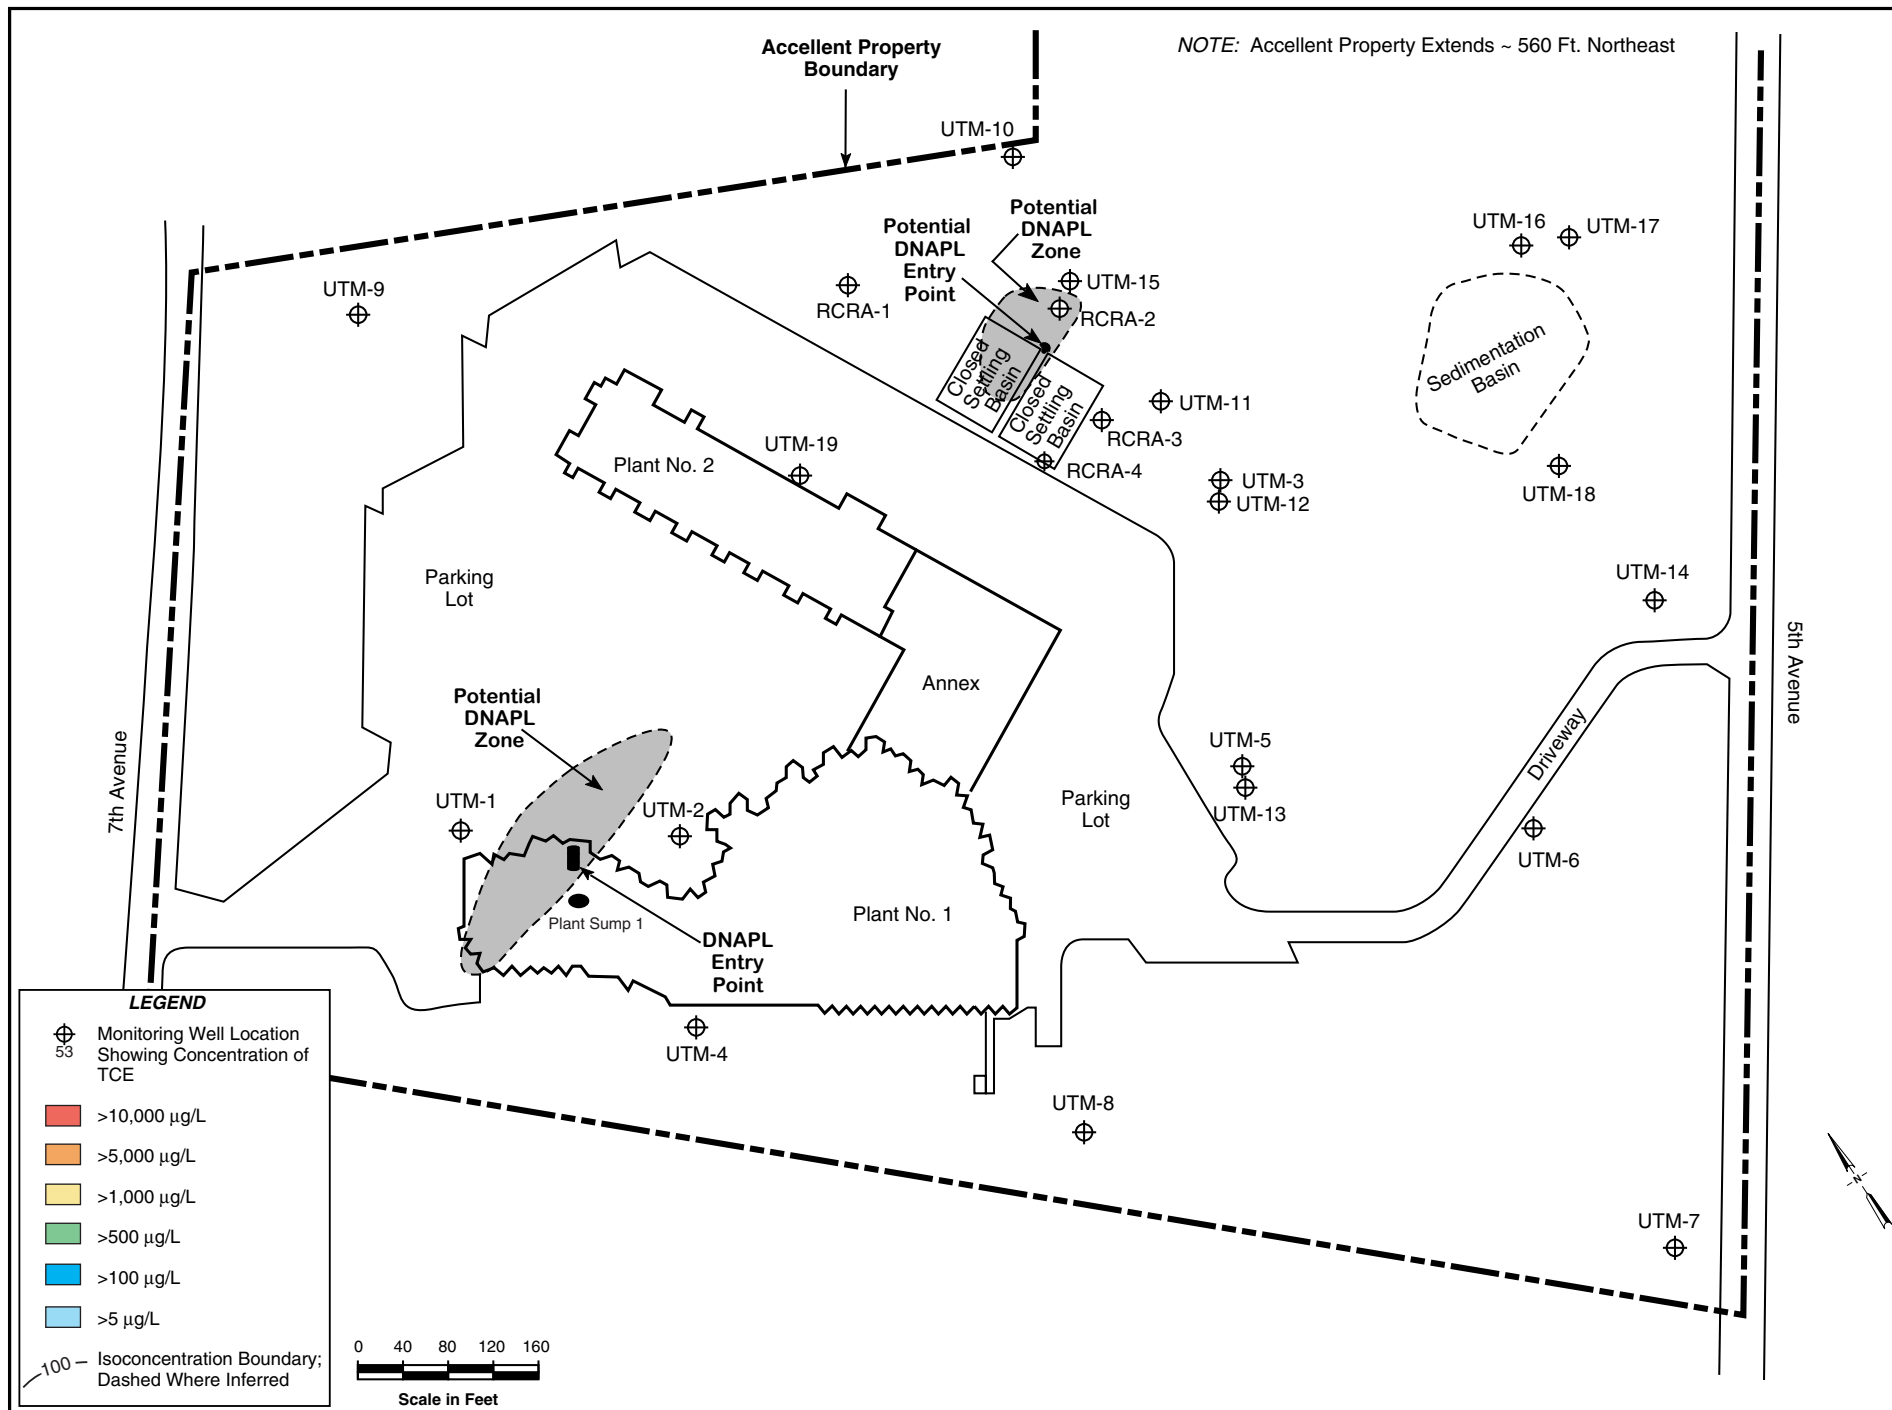 NOTE: Accellent Property Extends ~ 560 Ft. Northeast
Accellent Property
Boundary
UTM-10
Potential
DNAPL
Zone
Potential
DNAPL
Entry
Point
UTM-16
UTM-17
UTM-9
RCRA-1
UTM-15
RCRA-2
Closed
Settling
Basin
Closed
Settling
Basin
Sedimentation
Basin
UTM-11
RCRA-3
UTM-19
Plant No. 2
RCRA-4
UTM-3
UTM-12
UTM-18
Parking
Lot
UTM-14
5th Avenue
Annex
Potential
DNAPL
Zone
7th Avenue
UTM-1
UTM-2
UTM-5
UTM-13
Driveway
Parking
Lot
UTM-6
Plant Sump 1
Plant No. 1
DNAPL
Entry
Point
UTM-4
UTM-8
UTM-7
N
LEGEND
53
Monitoring Well Location
Showing Concentration of
TCE
>10,000 µg/L
>5,000 µg/L
>1,000 µg/L
>500 µg/L
>100 µg/L
>5 µg/L
100
Isoconcentration Boundary;
Dashed Where Inferred
0 40 80 120 160
Scale in Feet